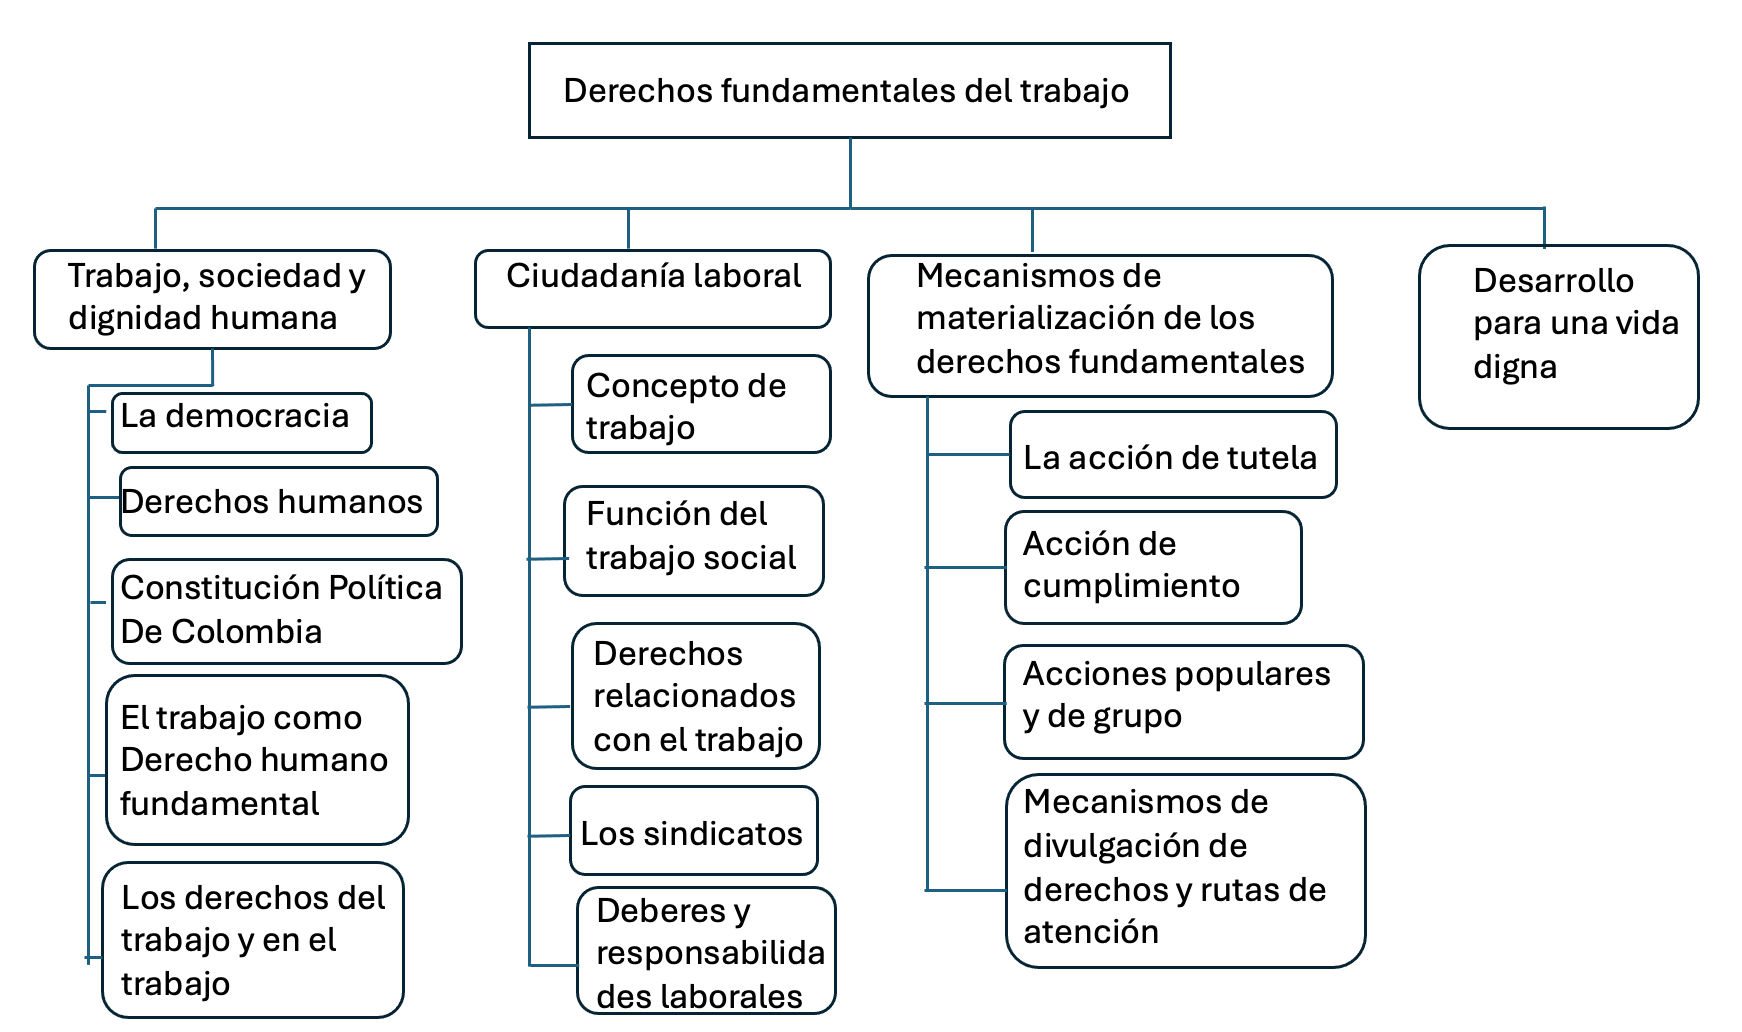 Derechos fundamentales del trabajo
Trabajo, sociedad y
dignidad humana
La democracia
Derechos humanos
Constitución Política
De Colombia
El trabajo como
Derecho humano
fundamental
Los derechos del
trabajo y en el
trabajo
Ciudadanía laboral
Concepto de
trabajo
Función del
trabajo social
Derechos
relacionados
con el trabajo
Los sindicatos
Deberes y
responsabilida
des laborales
Mecanismos de
materialización de los
derechos fundamentales
La acción de tutela
Acción de
cumplimiento
Acciones populares
y de grupo
Mecanismos de
divulgación de
derechos y rutas de
atención
Desarrollo
para una vida
digna